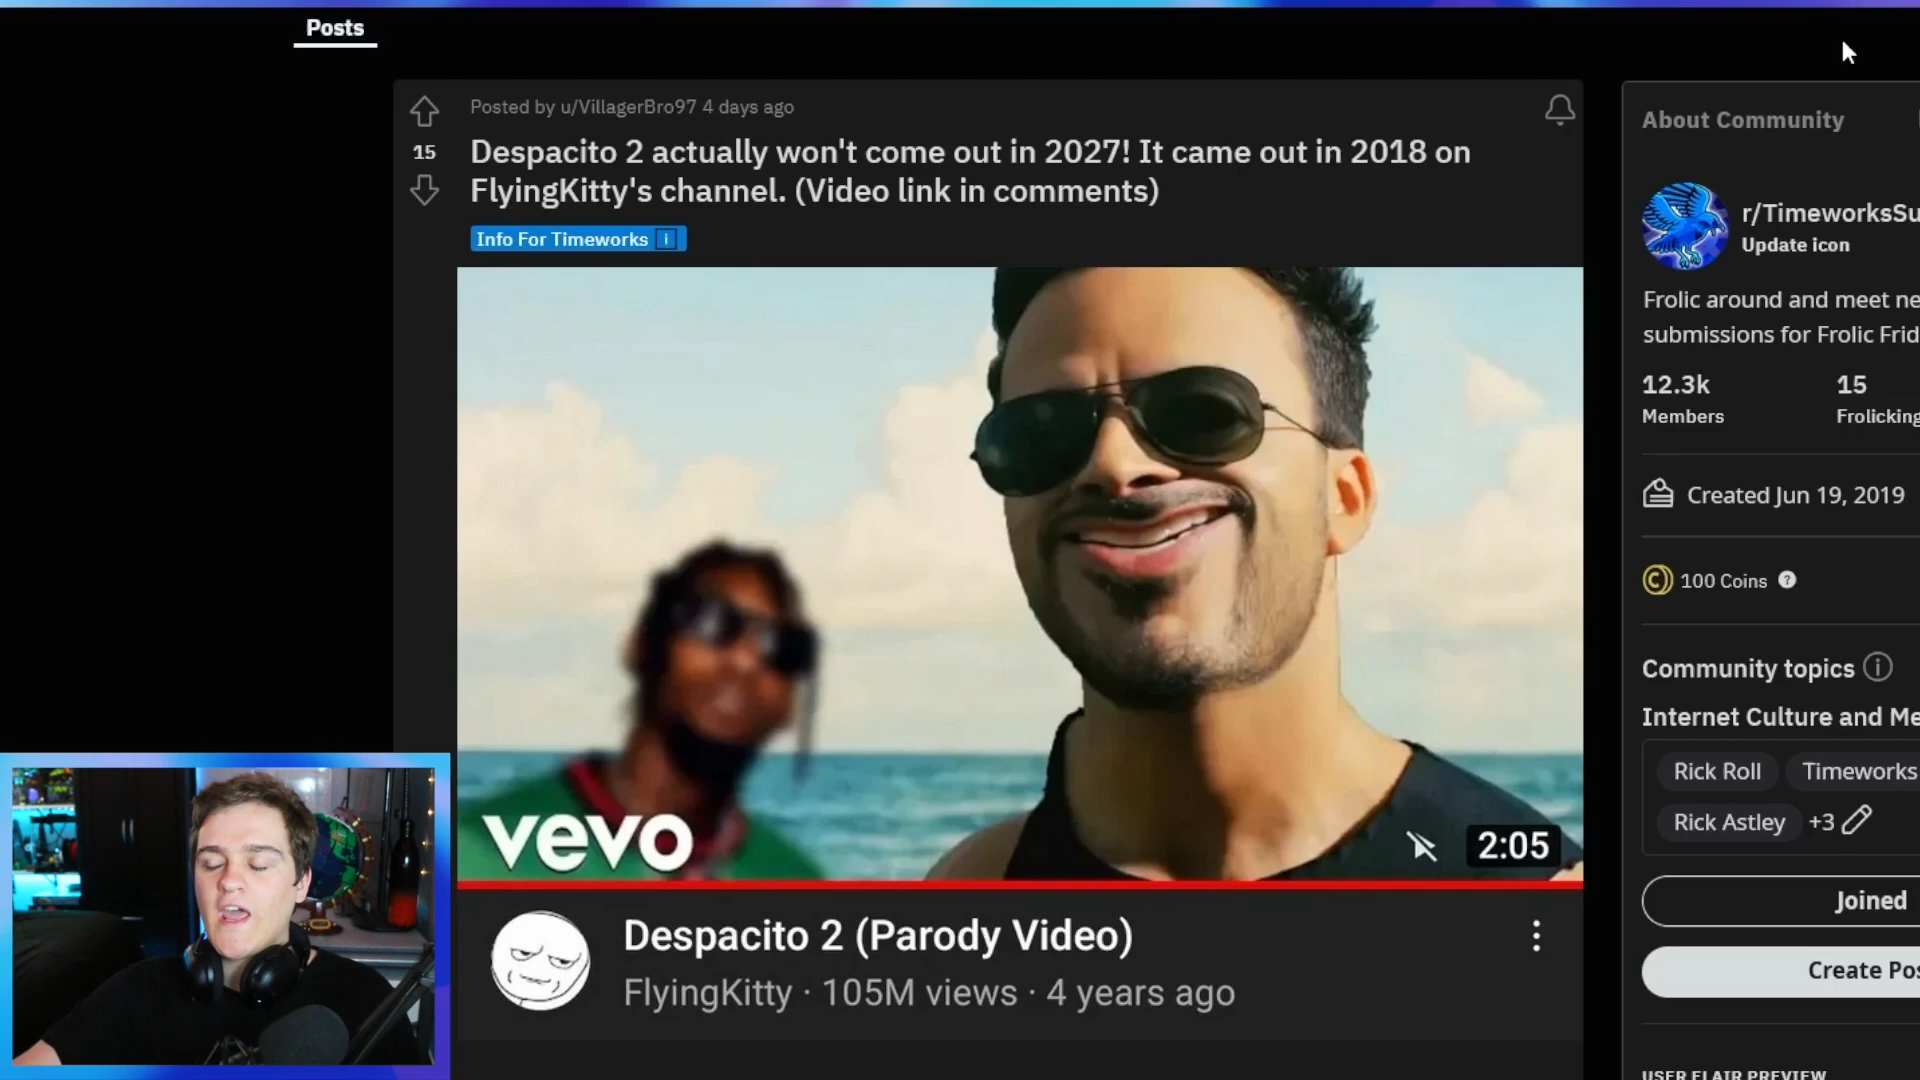 Posts
Posted by u/VillagerBro97 4 days ago
15
Despacito 2 actually won't come out in 2027! It came out in 2018 on
FlyingKitty's channel. (Video link in comments)
Info For Timeworks i
vevo
2:05
Despacito 2 (Parody Video)
FlyingKitty · 105M views · 4 years ago
About Community
r/TimeworksSu
Update icon
Frolic around and meet ne
submissions for Frolic Frid
12.3k 15
Members Frolicking
Created Jun 19, 2019
100 Coins ?
Community topics i
Internet Culture and Me
Rick Roll Timeworks
Rick Astley +3
Joined
Create Pos
USER FLAIR PREVIEW